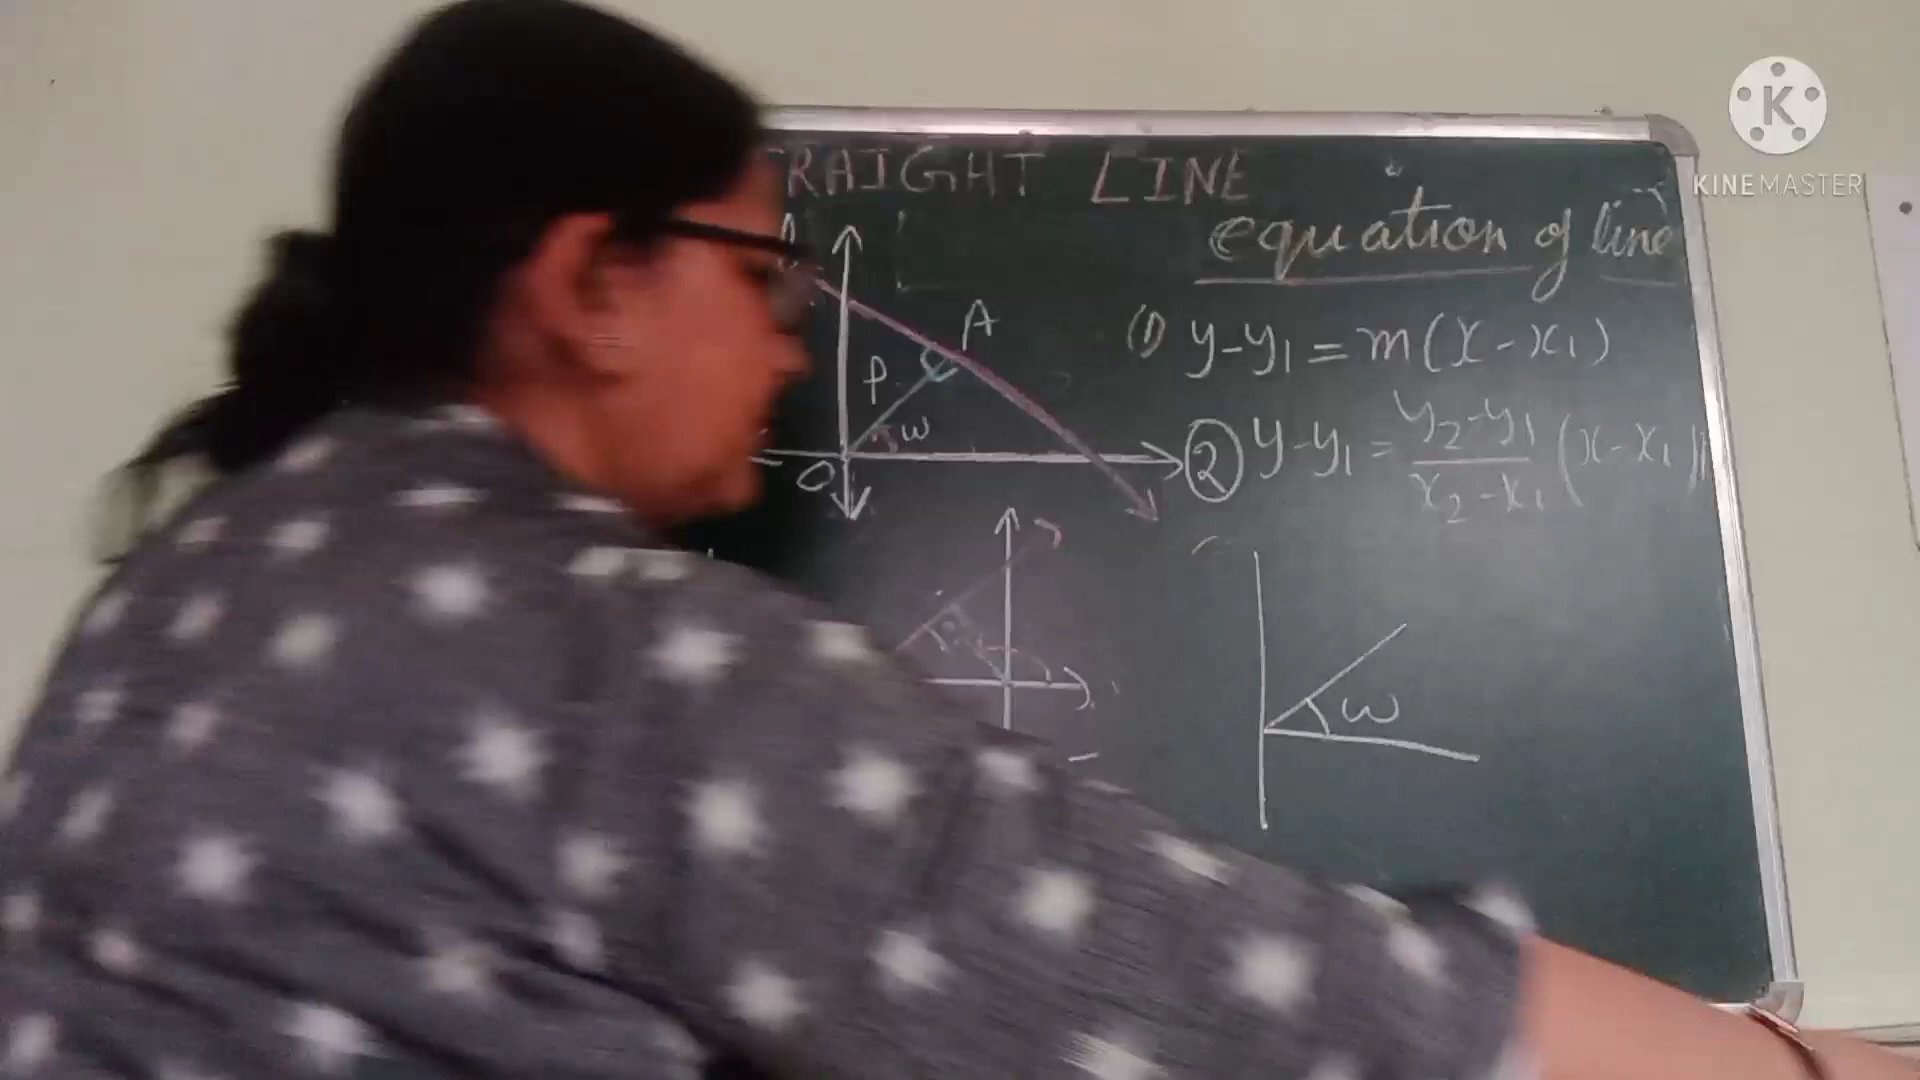 RAIGHT LINE
equation of line
(1) y-y₁=m(x-x₁)
② y-y₁ = y₂-y₁/x₂-x₁ (x-x₁)
A
P
ω
O
ω
K
KINEMASTER